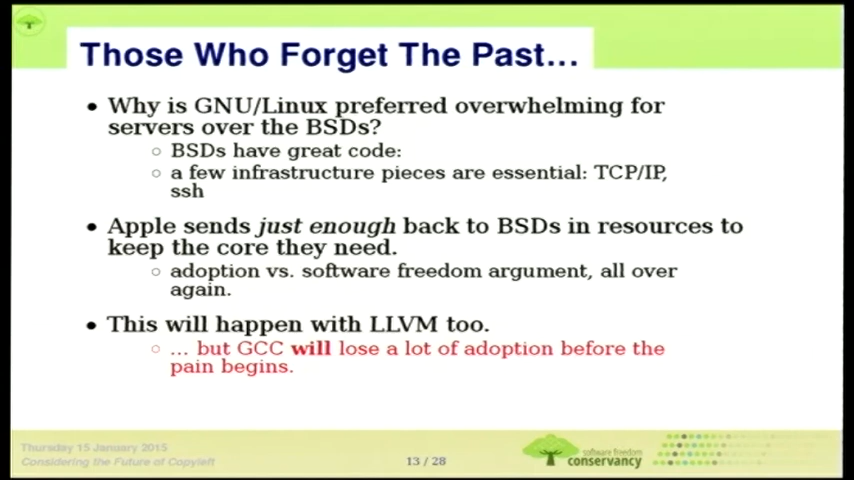 Those Who Forget The Past...
• Why is GNU/Linux preferred overwhelming for
servers over the BSDs?
○ BSDs have great code:
○ a few infrastructure pieces are essential: TCP/IP,
ssh
• Apple sends just enough back to BSDs in resources to
keep the core they need.
○ adoption vs. software freedom argument, all over
again.
• This will happen with LLVM too.
○ ... but GCC will lose a lot of adoption before the
pain begins.
Thursday 15 January 2015
Considering the Future of Copyleft
13 / 28
software freedom
conservancy